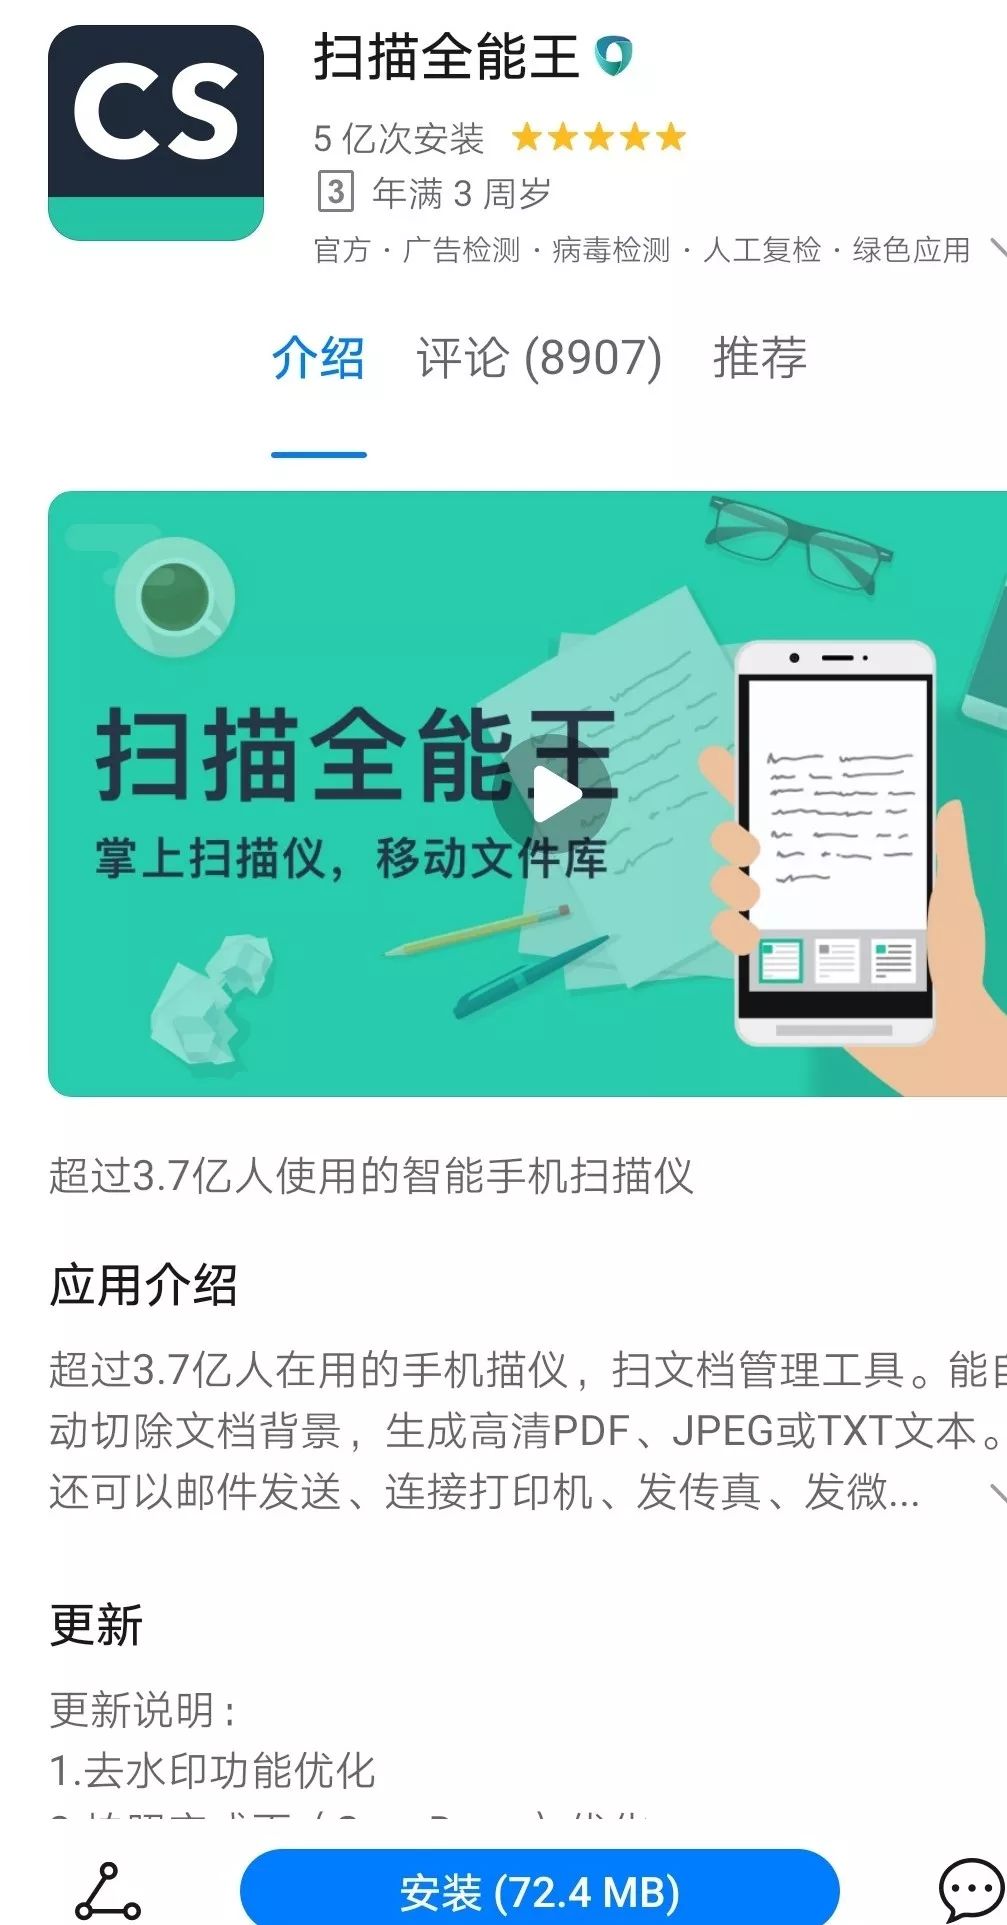 CS
扫描全能王
5 亿次安装
3 年满 3 周岁
官方 · 广告检测 · 病毒检测 · 人工复检 · 绿色应用
介绍 评论 (8907) 推荐
扫描全能王
掌上扫描仪，移动文件库
超过3.7亿人使用的智能手机扫描仪
应用介绍
超过3.7亿人在用的手机描仪，扫文档管理工具。能自
动切除文档背景，生成高清PDF、JPEG或TXT文本。
还可以邮件发送、连接打印机、发传真、发微...
更新
更新说明：
1.去水印功能优化
安装 (72.4 MB)